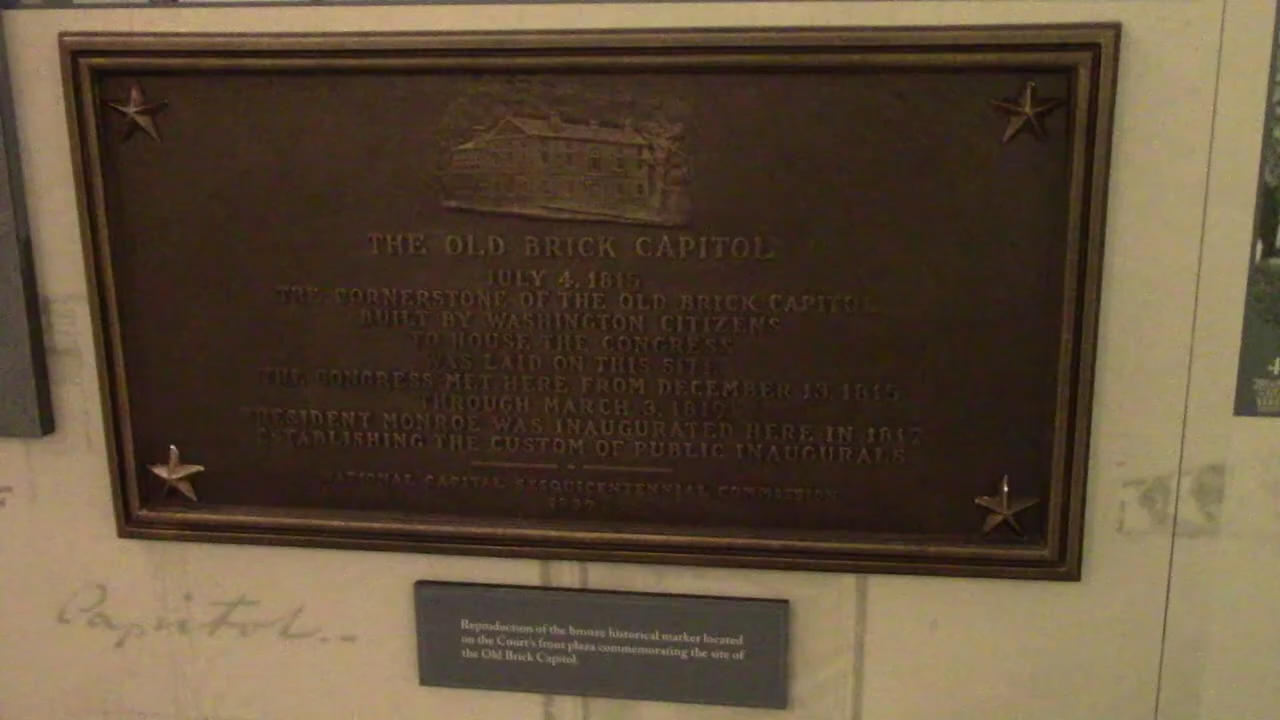 THE OLD BRICK CAPITOL
JULY 4, 1815
THE CORNERSTONE OF THE OLD BRICK CAPITOL
BUILT BY WASHINGTON CITIZENS
TO HOUSE THE CONGRESS
WAS LAID ON THIS SITE
THE CONGRESS MET HERE FROM DECEMBER 13, 1815
THROUGH MARCH 3, 1819
PRESIDENT MONROE WAS INAUGURATED HERE IN 1817
ESTABLISHING THE CUSTOM OF PUBLIC INAUGURALS
NATIONAL CAPITAL SESQUICENTENNIAL COMMISSION
Capitol.
Reproduction of the bronze historical marker located
on the Court's front plaza commemorating the site of
the Old Brick Capitol.